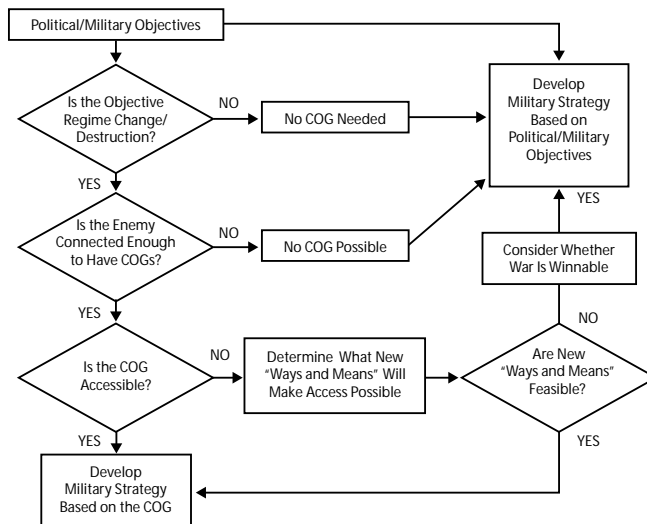 Political/Military Objectives
Is the Objective
Regime Change/
Destruction?
NO
No COG Needed
Develop
Military Strategy
Based on
Political/Military
Objectives
YES
YES
Is the Enemy
Connected Enough
to Have COGs?
NO
No COG Possible
Consider Whether
War Is Winnable
YES
NO
Is the COG
Accessible?
NO
Determine What New
"Ways and Means" Will
Make Access Possible
Are New
"Ways and Means"
Feasible?
YES
YES
Develop
Military Strategy
Based on the COG